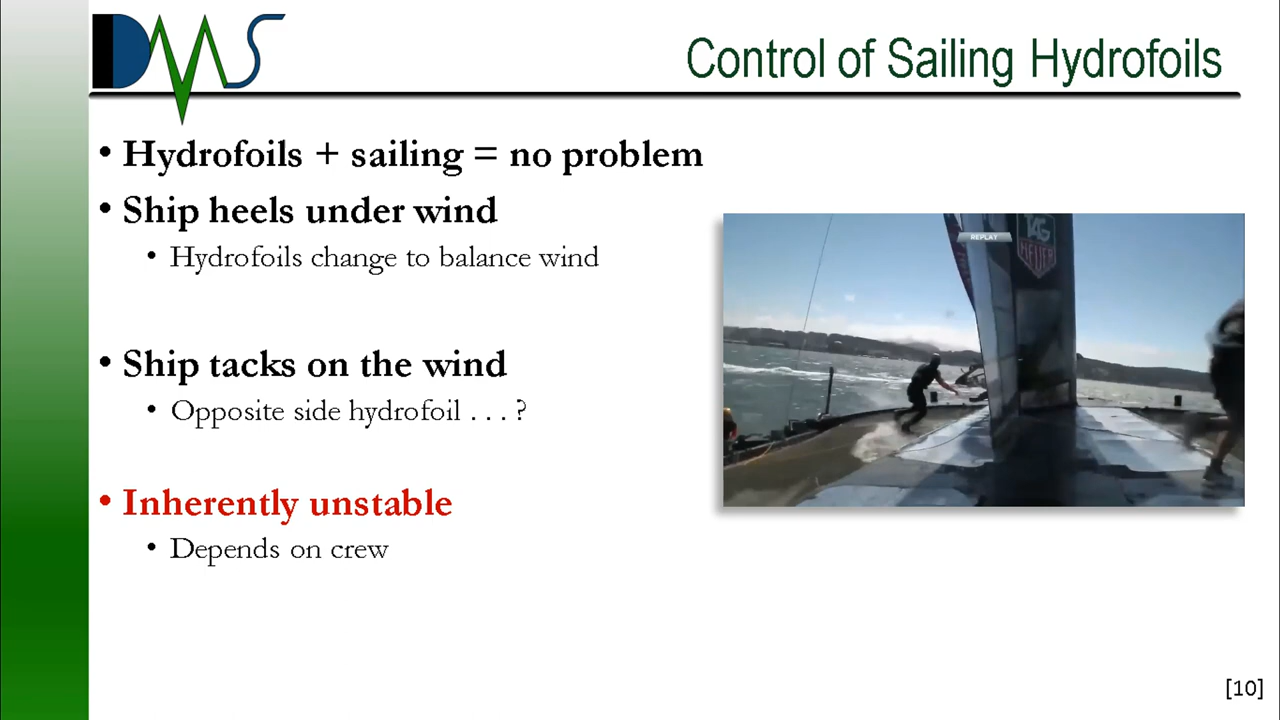 DMS
Control of Sailing Hydrofoils
• Hydrofoils + sailing = no problem
• Ship heels under wind
• Hydrofoils change to balance wind
• Ship tacks on the wind
• Opposite side hydrofoil . . . ?
• Inherently unstable
• Depends on crew
REPLAY
TAG
HEUER
[10]